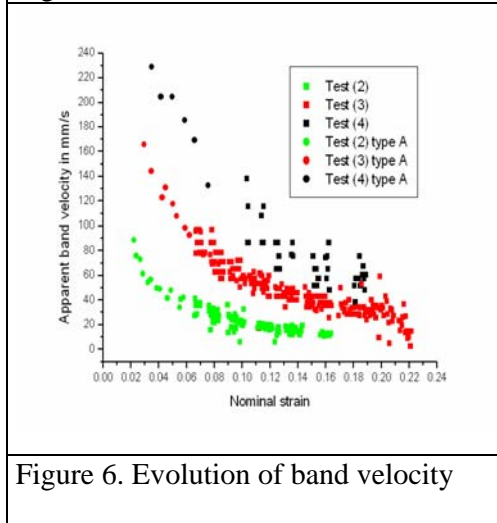 240
220
200
180
160
140
120
100
80
60
40
20
0
Apparent band velocity in mm/s
Test (2)
Test (3)
Test (4)
Test (2) type A
Test (3) type A
Test (4) type A
0.00 0.02 0.04 0.06 0.08 0.10 0.12 0.14 0.16 0.18 0.20 0.22 0.24
Nominal strain
Figure 6. Evolution of band velocity